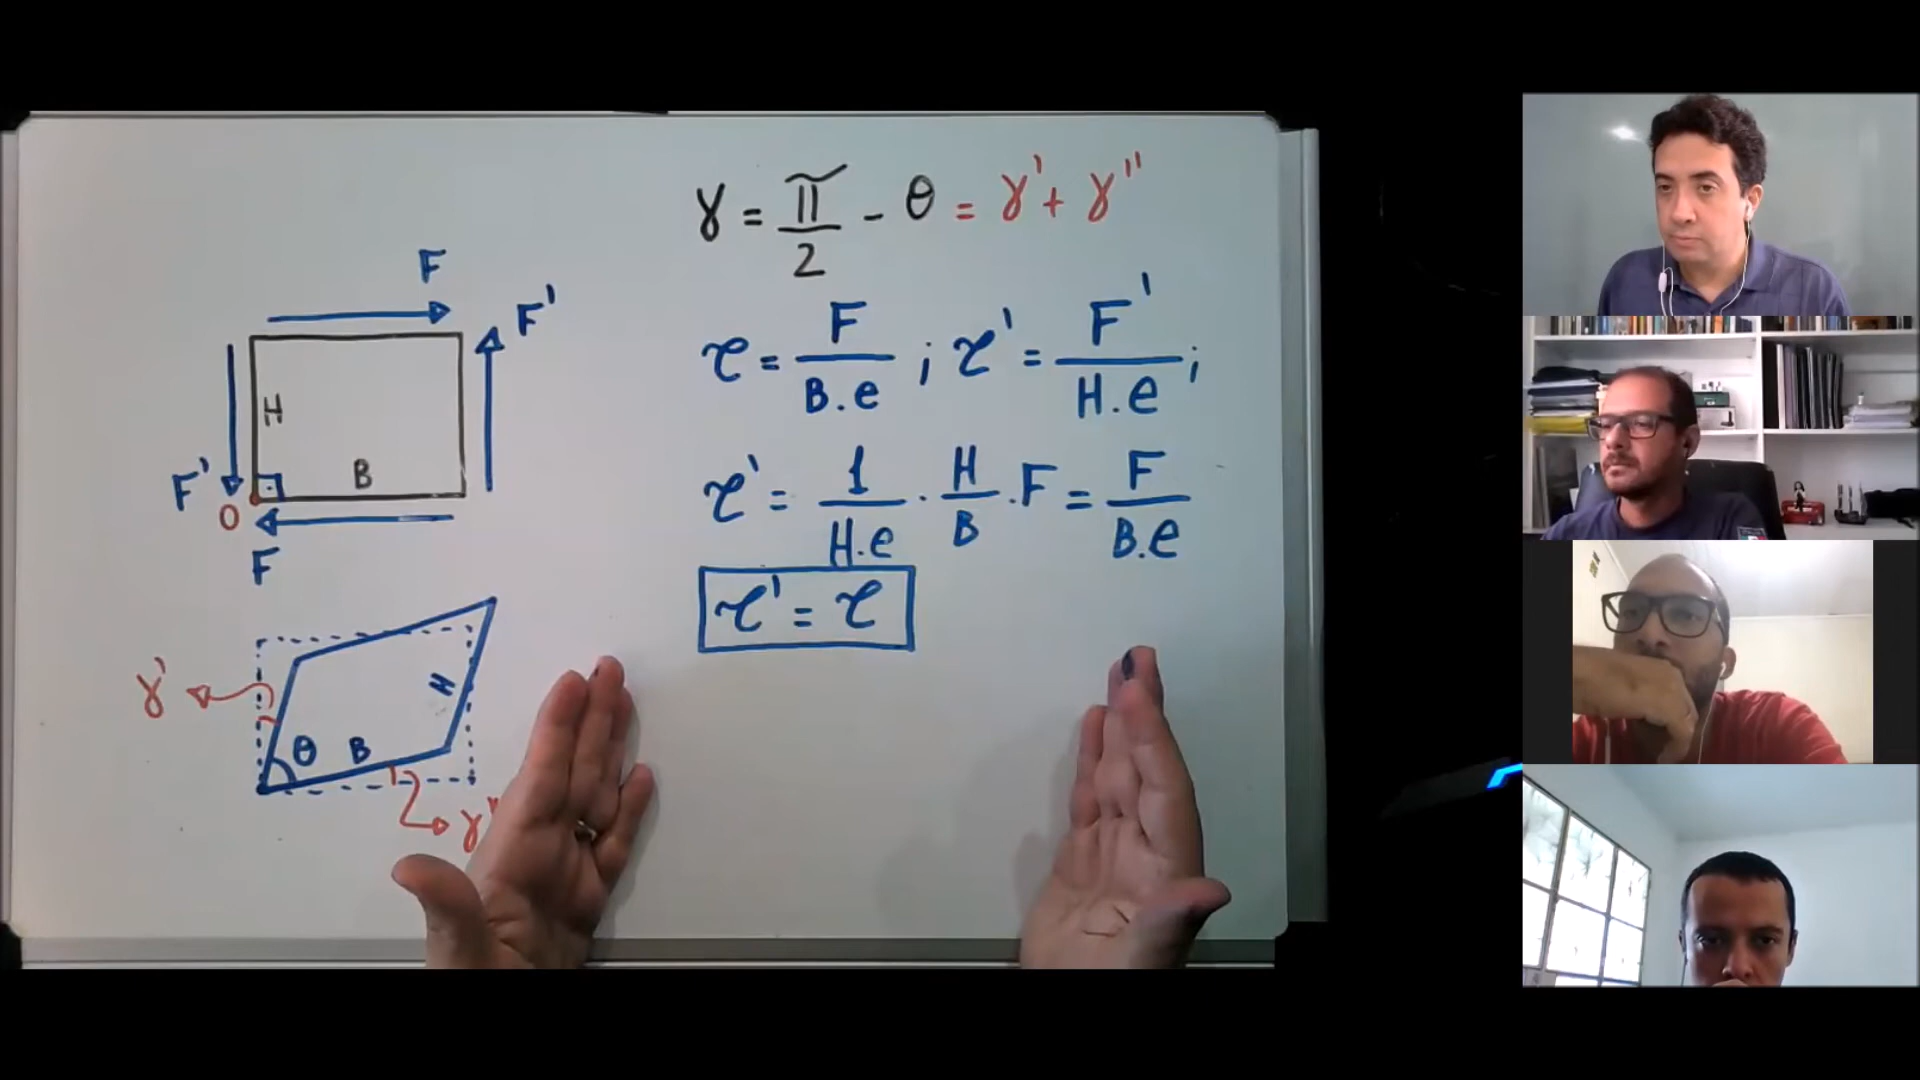 γ = π/2 - θ = γ' + γ"
F
F'
τ = F/B.e ; τ' = F'/H.e ;
H
B
F'
O
F
τ' = 1/H.e . H/B . F = F/B.e
τ' = τ
γ'
H
θ B
γ"